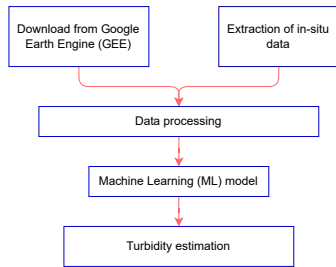 Download from Google
Earth Engine (GEE)
Extraction of in-situ
data
Data processing
Machine Learning (ML) model
Turbidity estimation